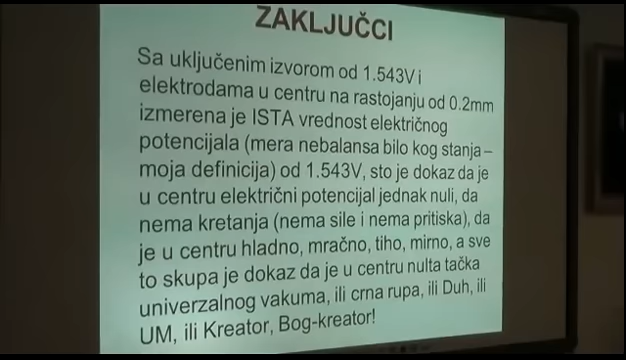 ZAKLJUČCI
Sa uključenim izvorom od 1.543V i
elektrodama u centru na rastojanju od 0.2mm
izmerena je ISTA vrednost električnog
potencijala (mera nebalansa bilo kog stanja –
moja definicija) od 1.543V, sto je dokaz da je
u centru električni potencijal jednak nuli, da
nema kretanja (nema sile i nema pritiska), da
je u centru hladno, mračno, tiho, mirno, a sve
to skupa je dokaz da je u centru nulta tačka
univerzalnog vakuma, ili crna rupa, ili Duh, ili
UM, ili Kreator, Bog-kreator!